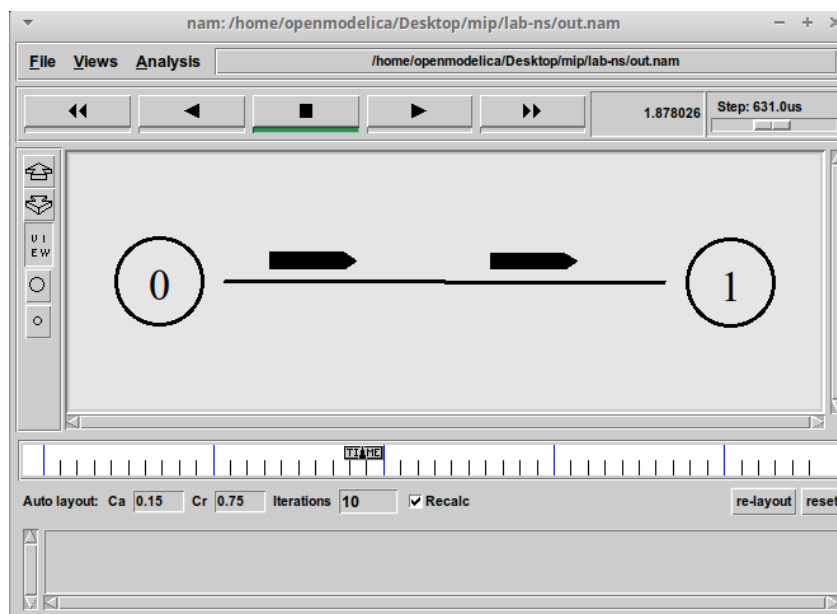 nam: /home/openmodelica/Desktop/mip/lab-ns/out.nam
File Views Analysis /home/openmodelica/Desktop/mip/lab-ns/out.nam
1.878026 Step: 631.0us
VI
EW
0 1
TIME
Auto layout: Ca 0.15 Cr 0.75 Iterations 10 Recalc re-layout reset